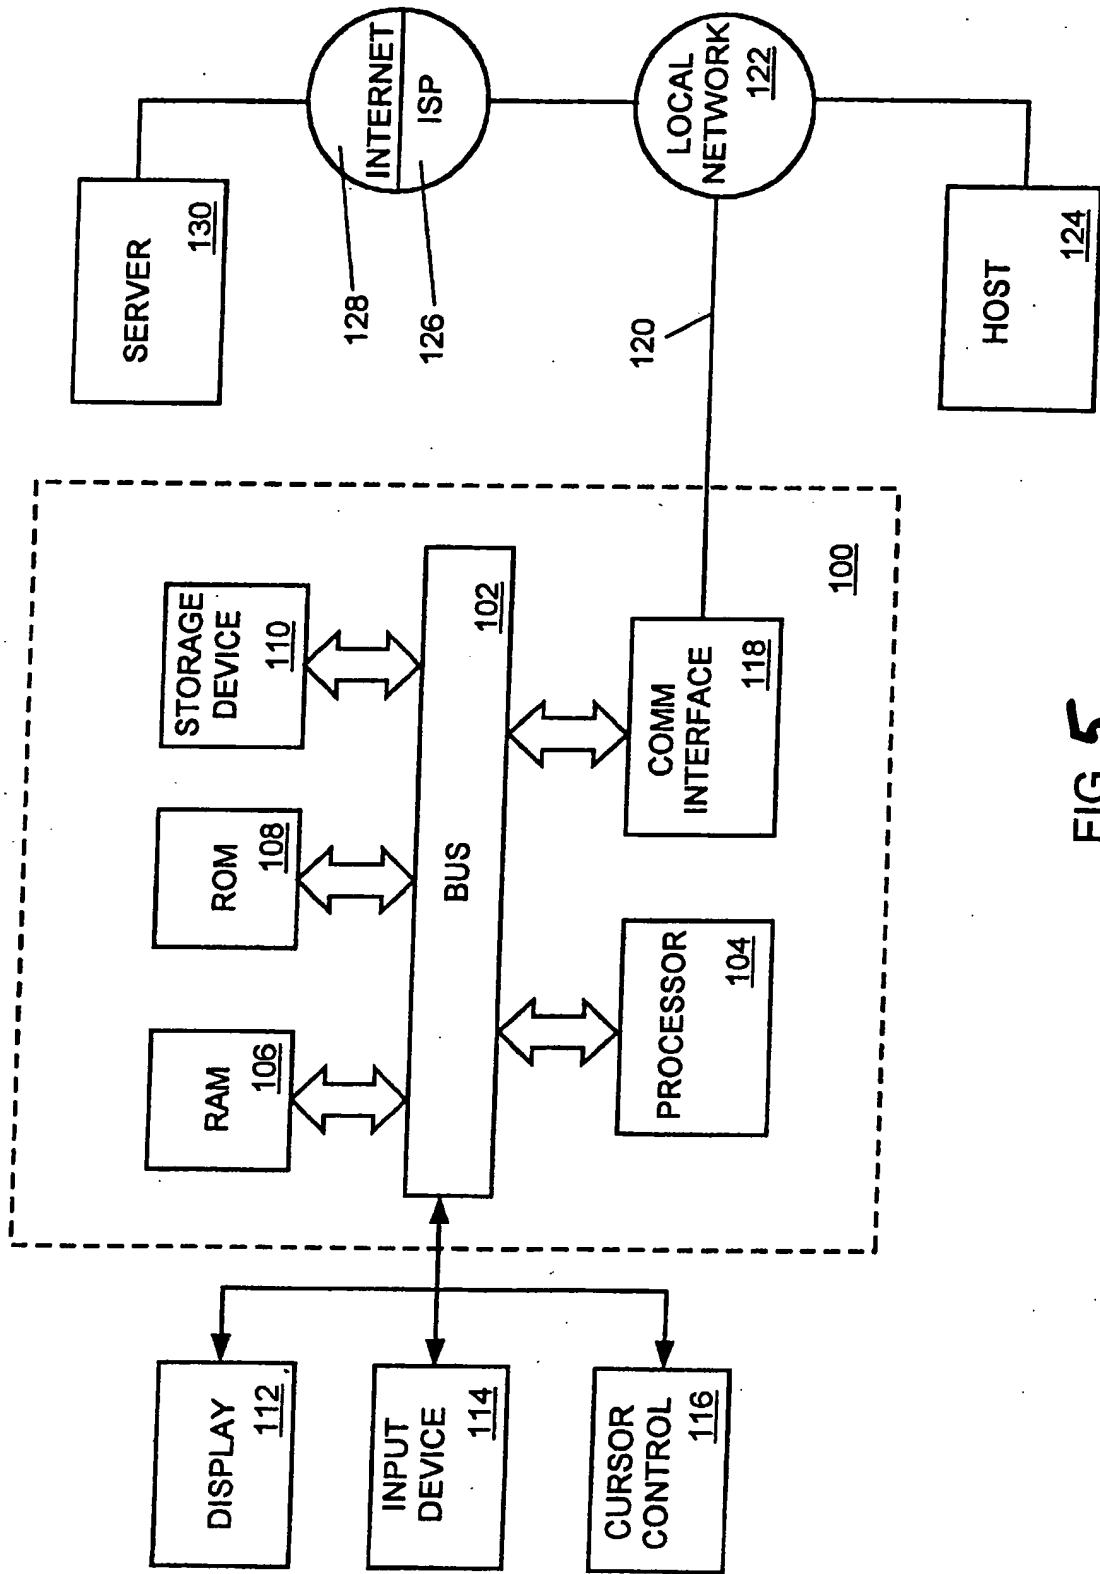 DISPLAY
112
INPUT
DEVICE
114
CURSOR
CONTROL
116
RAM
106
ROM
108
STORAGE
DEVICE
110
BUS
102
PROCESSOR
104
COMM
INTERFACE
118
100
SERVER
130
128
126
INTERNET
ISP
120
LOCAL
NETWORK
122
HOST
124
FIG. 5